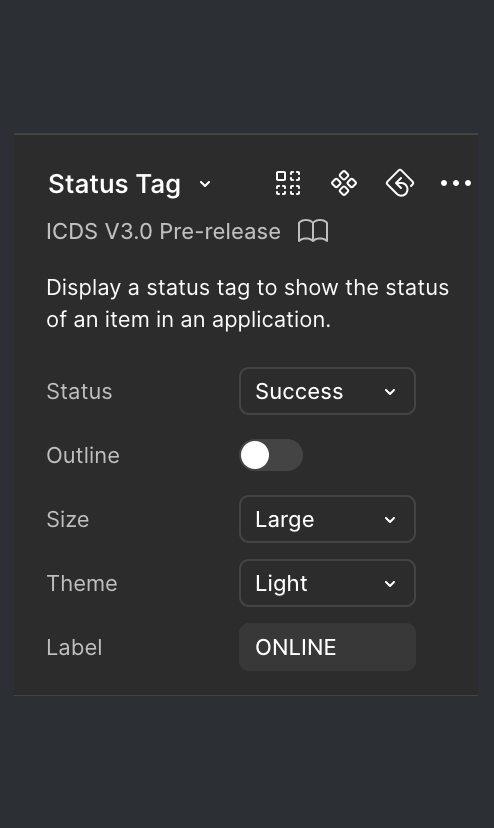 Status Tag
ICDS V3.0 Pre-release
Display a status tag to show the status
of an item in an application.
Status Success
Outline
Size Large
Theme Light
Label ONLINE